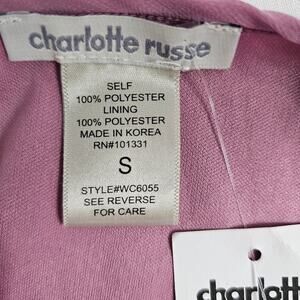 charlotte russe
SELF
100% POLYESTER
LINING
100% POLYESTER
MADE IN KOREA
RN#101331
S
STYLE#WC6055
SEE REVERSE
FOR CARE
charlott